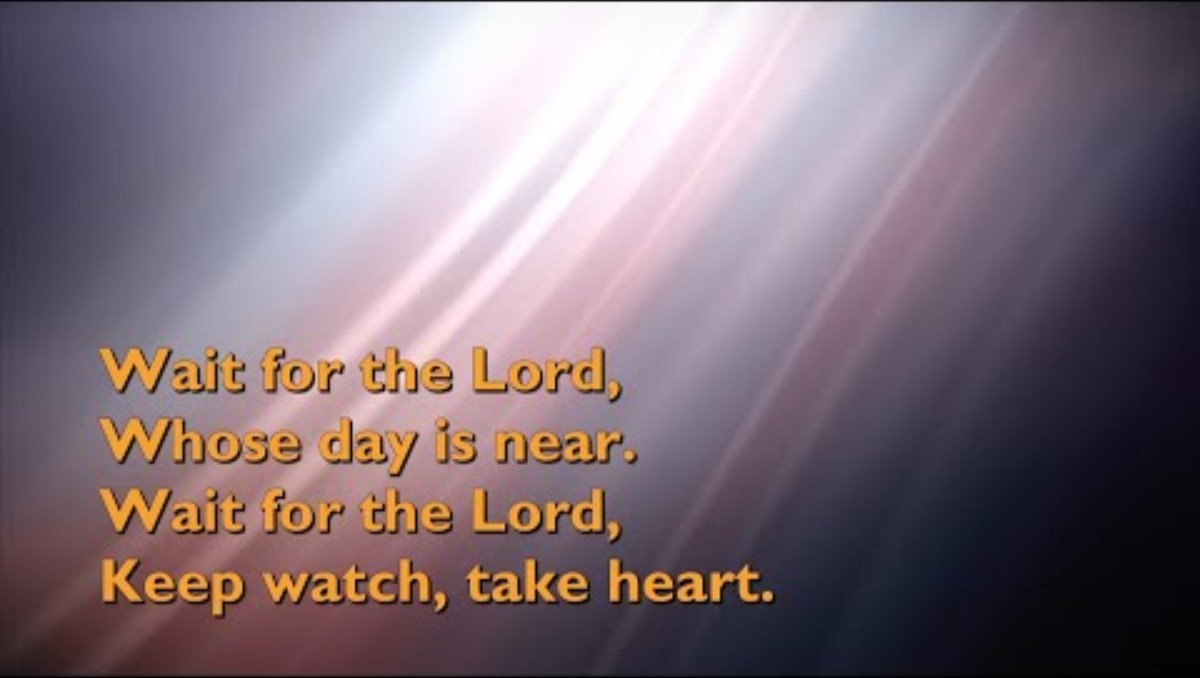 Wait for the Lord,
Whose day is near.
Wait for the Lord,
Keep watch, take heart.